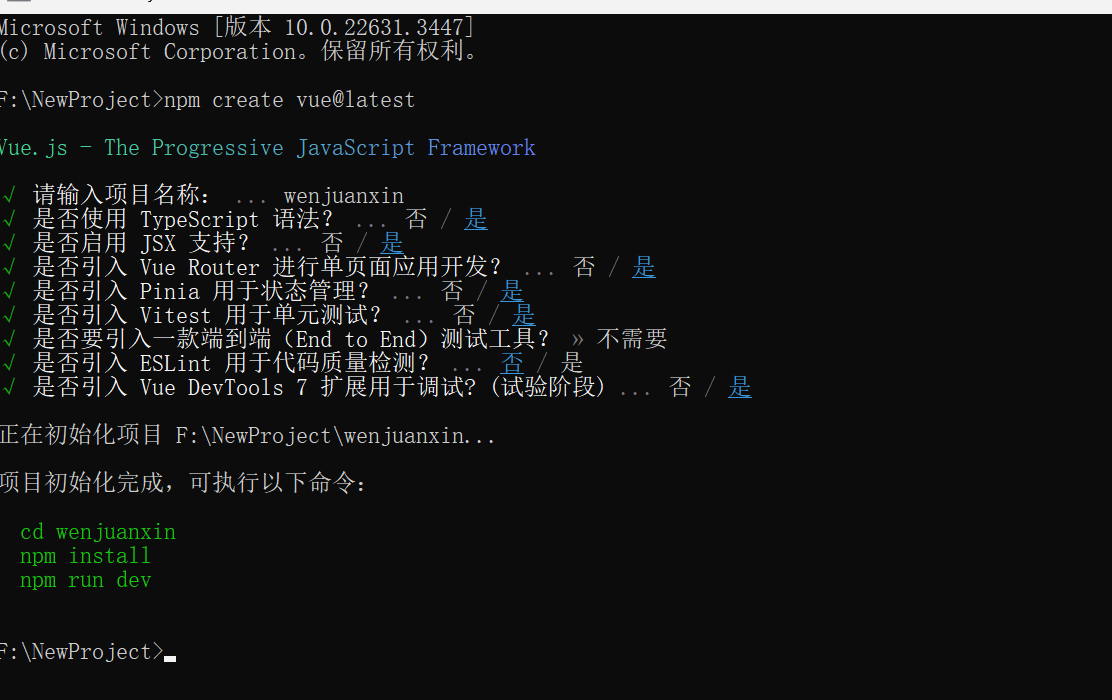 Microsoft Windows [版本 10.0.22631.3447]
(c) Microsoft Corporation。保留所有权利。
F:\NewProject>npm create vue@latest
Vue.js - The Progressive JavaScript Framework
√ 请输入项目名称: ... wenjuanxin
√ 是否使用 TypeScript 语法? ... 否 / 是
√ 是否启用 JSX 支持? ... 否 / 是
√ 是否引入 Vue Router 进行单页面应用开发? ... 否 / 是
√ 是否引入 Pinia 用于状态管理? ... 否 / 是
√ 是否引入 Vitest 用于单元测试? ... 否 / 是
√ 是否要引入一款端到端（End to End）测试工具? » 不需要
√ 是否引入 ESLint 用于代码质量检测? ... 否 / 是
√ 是否引入 Vue DevTools 7 扩展用于调试? (试验阶段) ... 否 / 是
正在初始化项目 F:\NewProject\wenjuanxin...
项目初始化完成，可执行以下命令:
cd wenjuanxin
npm install
npm run dev
F:\NewProject>